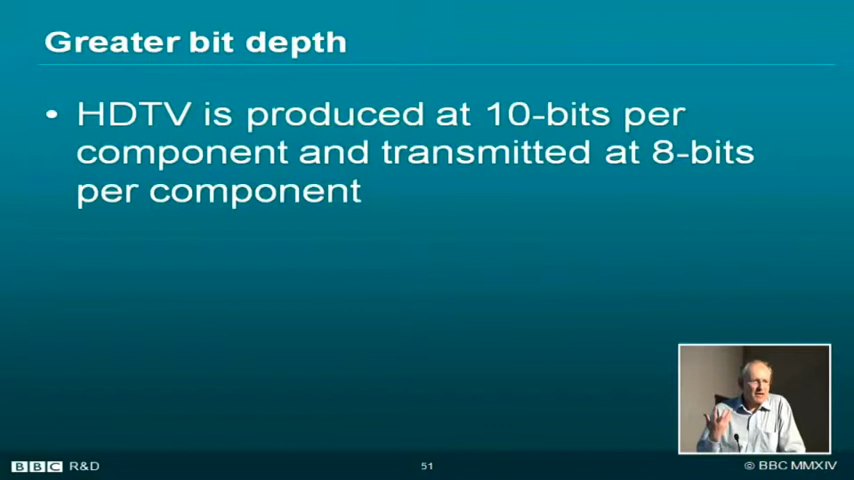 Greater bit depth
• HDTV is produced at 10-bits per
component and transmitted at 8-bits
per component
BBC R&D 51 © BBC MMXIV